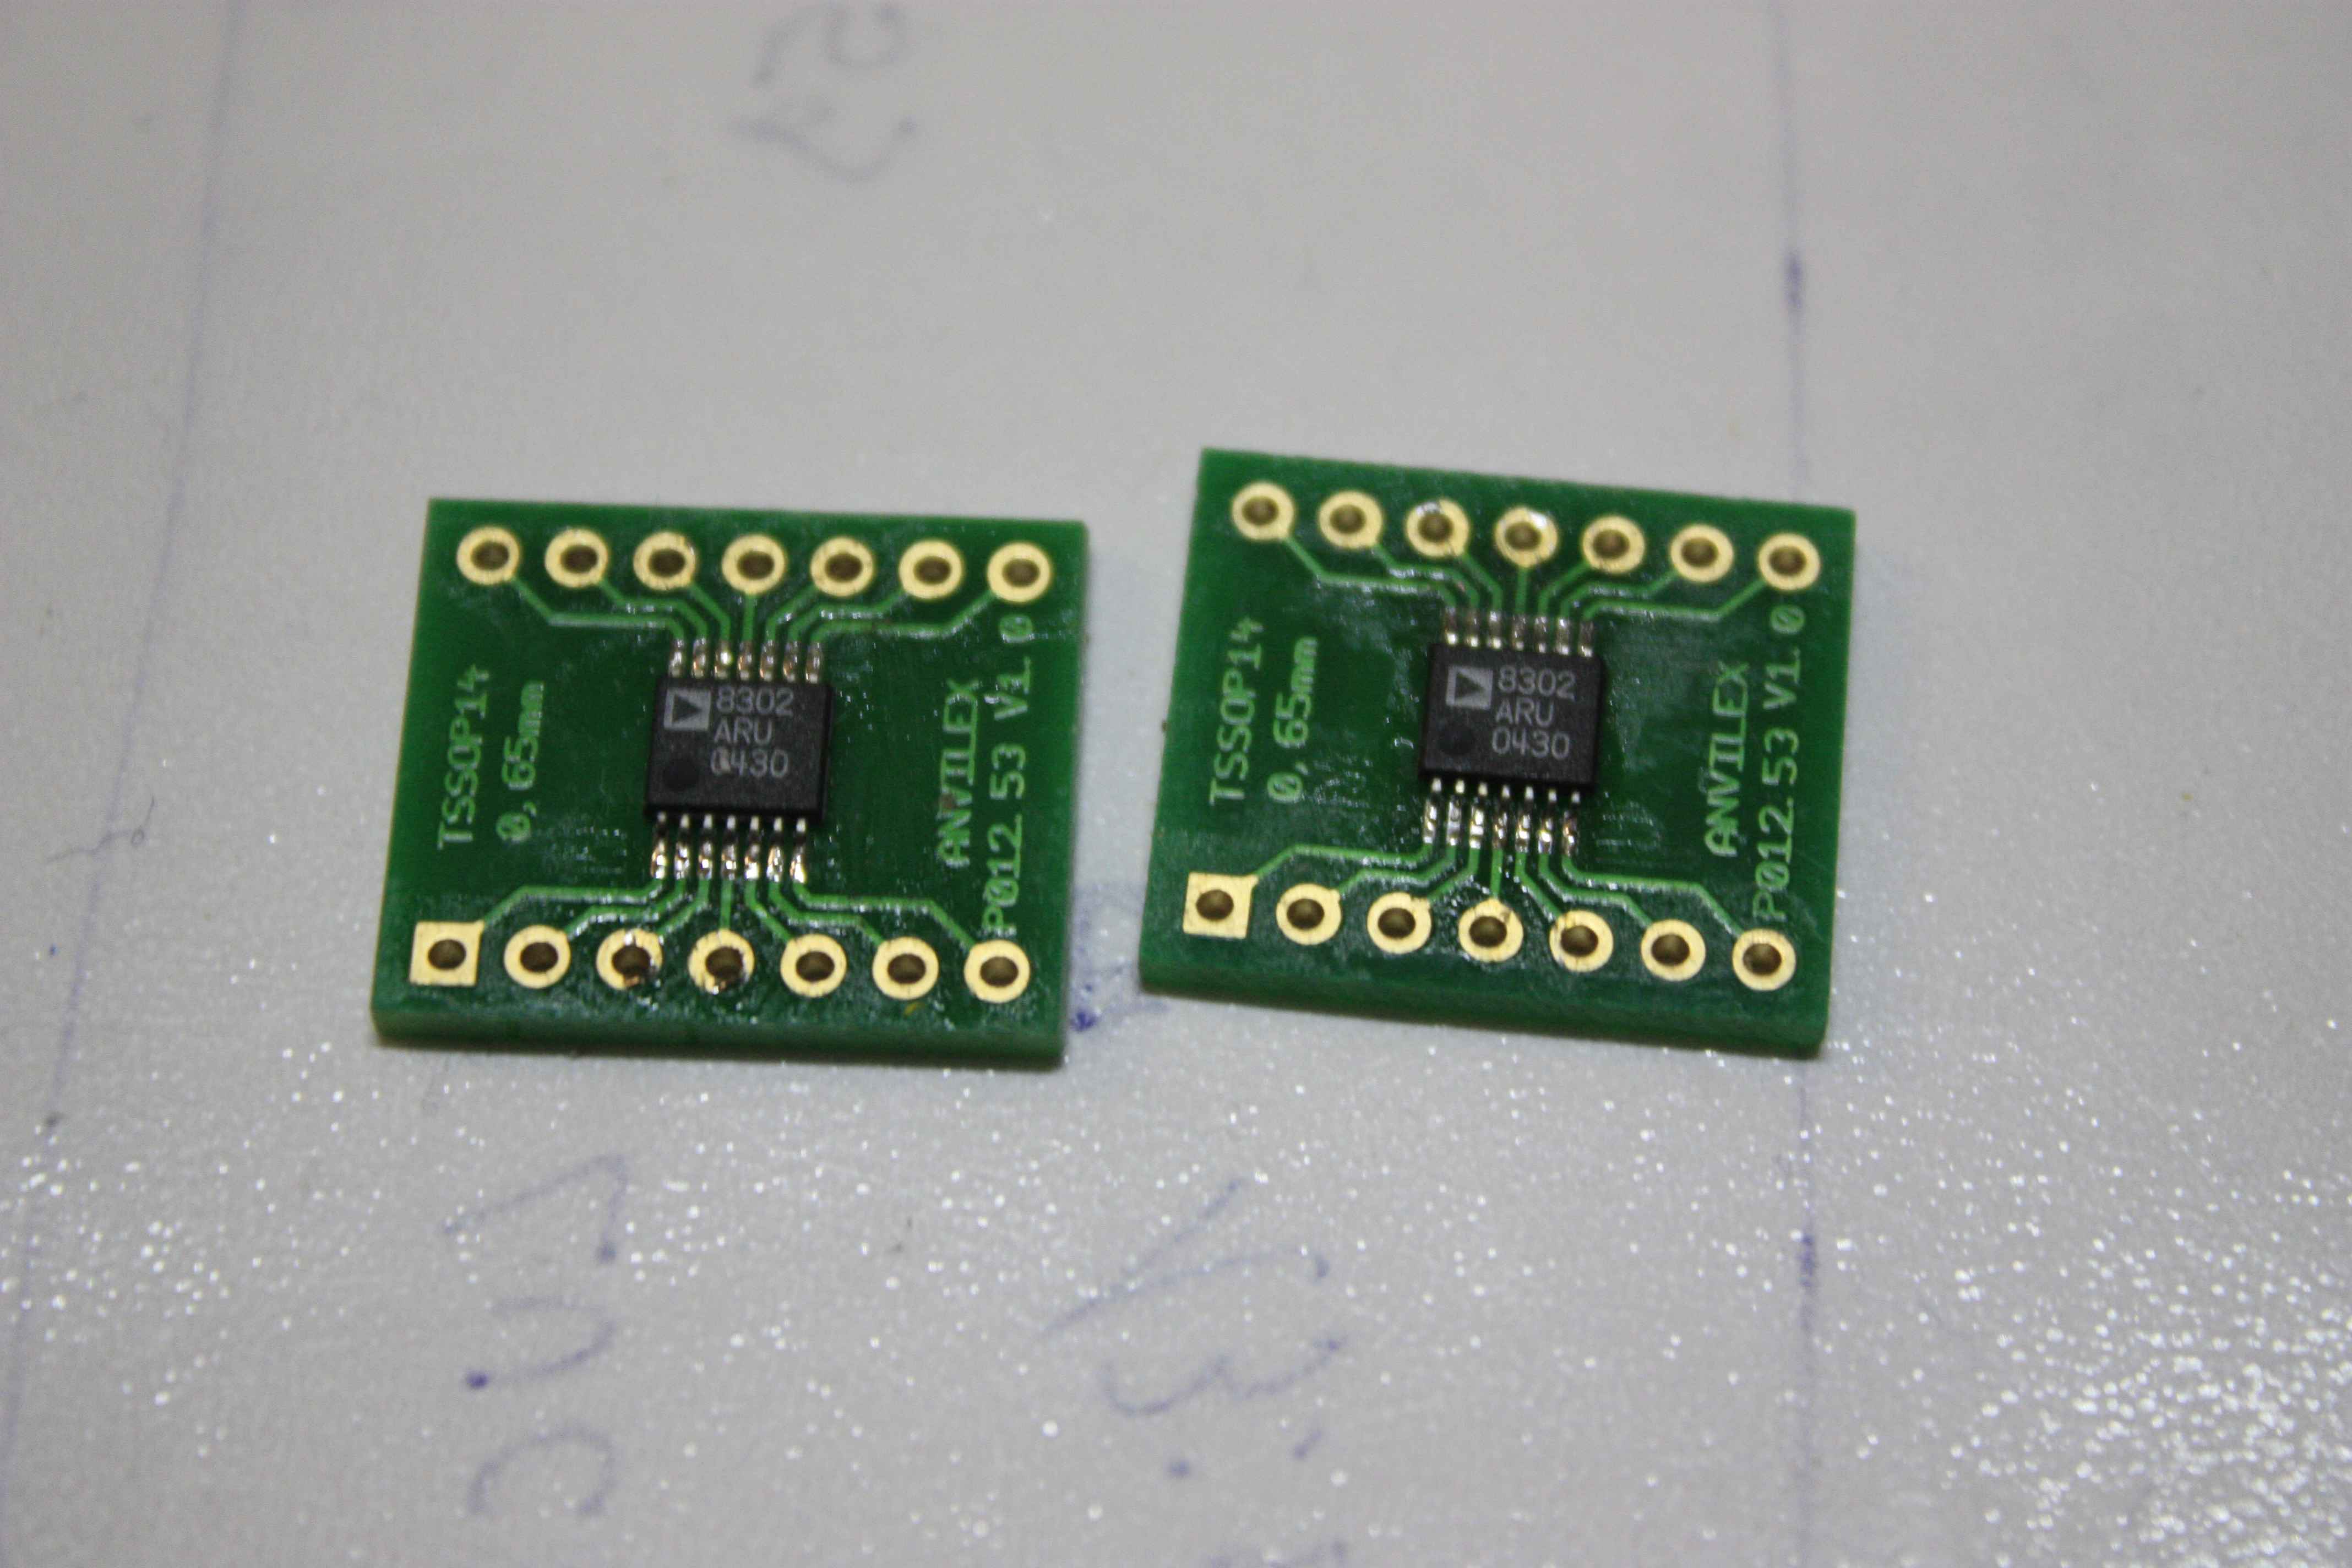 TSSOP14
0,65mm
8302
ARU
0430
ANVILEX
P012.53 V1.0
TSSOP14
0,65mm
8302
ARU
0430
ANVILEX
P012.53 V1.0